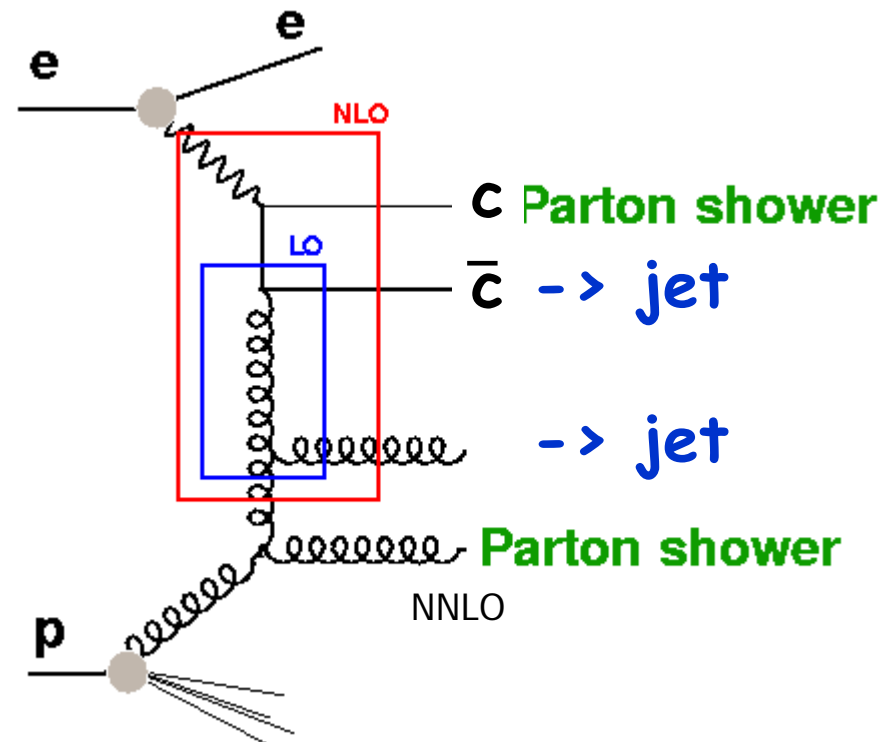 e
e
NLO
c Parton shower
LO
c̅ -> jet
-> jet
Parton shower
NNLO
p